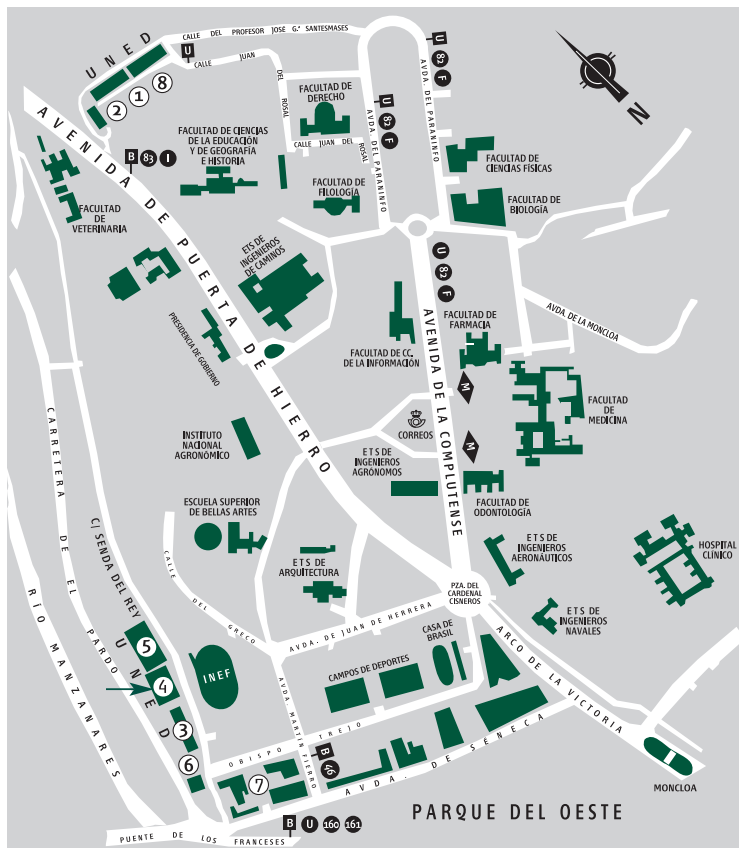 CALLE DEL PROFESOR JOSÉ G.ª SANTESMASES
UNED
U
CALLE JUAN DEL ROSAL
U
82
F
2
1
8
FACULTAD DE
DERECHO
U
82
F
AVDA. DEL PARANINFO
AVDA. DEL PARANINFO
N
AVENIDA DE PUERTA DE HIERRO
B 83 I
FACULTAD DE CIENCIAS
DE LA EDUCACIÓN
Y DE GEOGRAFÍA
E HISTORIA
CALLE JUAN DEL ROSAL
FACULTAD DE
CIENCIAS FÍSICAS
FACULTAD DE
FILOLOGÍA
FACULTAD DE
BIOLOGÍA
FACULTAD
DE
VETERINARIA
ETS DE
INGENIEROS
DE CAMINOS
U
82
F
PRESIDENCIA DE GOBIERNO
FACULTAD DE CC.
DE LA INFORMACIÓN
FACULTAD DE
FARMACIA
AVDA. DE LA MONCLOA
AVENIDA DE LA COMPLUTENSE
M
FACULTAD
DE
MEDICINA
CORREOS
M
INSTITUTO
NACIONAL
AGRONÓMICO
E T S DE
INGENIEROS
AGRÓNOMOS
FACULTAD DE
ODONTOLOGÍA
CARRETERA DE EL PARDO
ESCUELA SUPERIOR
DE BELLAS ARTES
E T S DE
INGENIEROS
AERONÁUTICOS
HOSPITAL
CLÍNICO
C/ SENDA DEL REY
E T S DE
ARQUITECTURA
PZA. DEL
CARDENAL
CISNEROS
RÍO MANZANARES
CALLE DEL GRECO
AVDA. DE JUAN DE HERRERA
E T S DE
INGENIEROS
NAVALES
CASA DE
BRASIL
UNED
5
4
3
6
INEF
CAMPOS DE DEPORTES
ARCO DE LA VICTORIA
AVDA. MARTÍN FIERRO
OBISPO TREJO
B
46
7
AVDA. DE SÉNECA
MONCLOA
PARQUE DEL OESTE
B U 160 161
PUENTE DE LOS FRANCESES